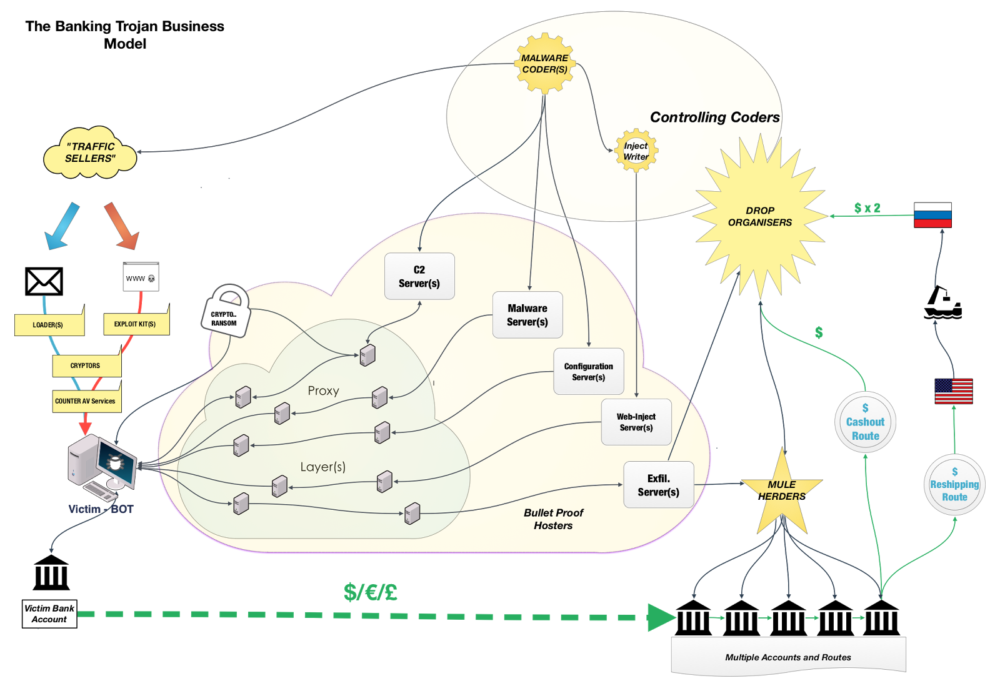 The Banking Trojan Business
Model
MALWARE
CODER(S)
Controlling Coders
Inject
Writer
"TRAFFIC
SELLERS"
DROP
ORGANISERS
$ x 2
www
LOADER(S)
EXPLOIT KIT(S)
CRYPTORS
COUNTER AV Services
CRYPTO..
RANSOM
C2
Server(s)
Malware
Server(s)
Configuration
Server(s)
Web-Inject
Server(s)
Exfil.
Server(s)
Proxy
Layer(s)
Bullet Proof
Hosters
$
$
Cashout
Route
$
Reshipping
Route
MULE
HERDERS
Victim - BOT
Victim Bank
Account
$/€/£
Multiple Accounts and Routes